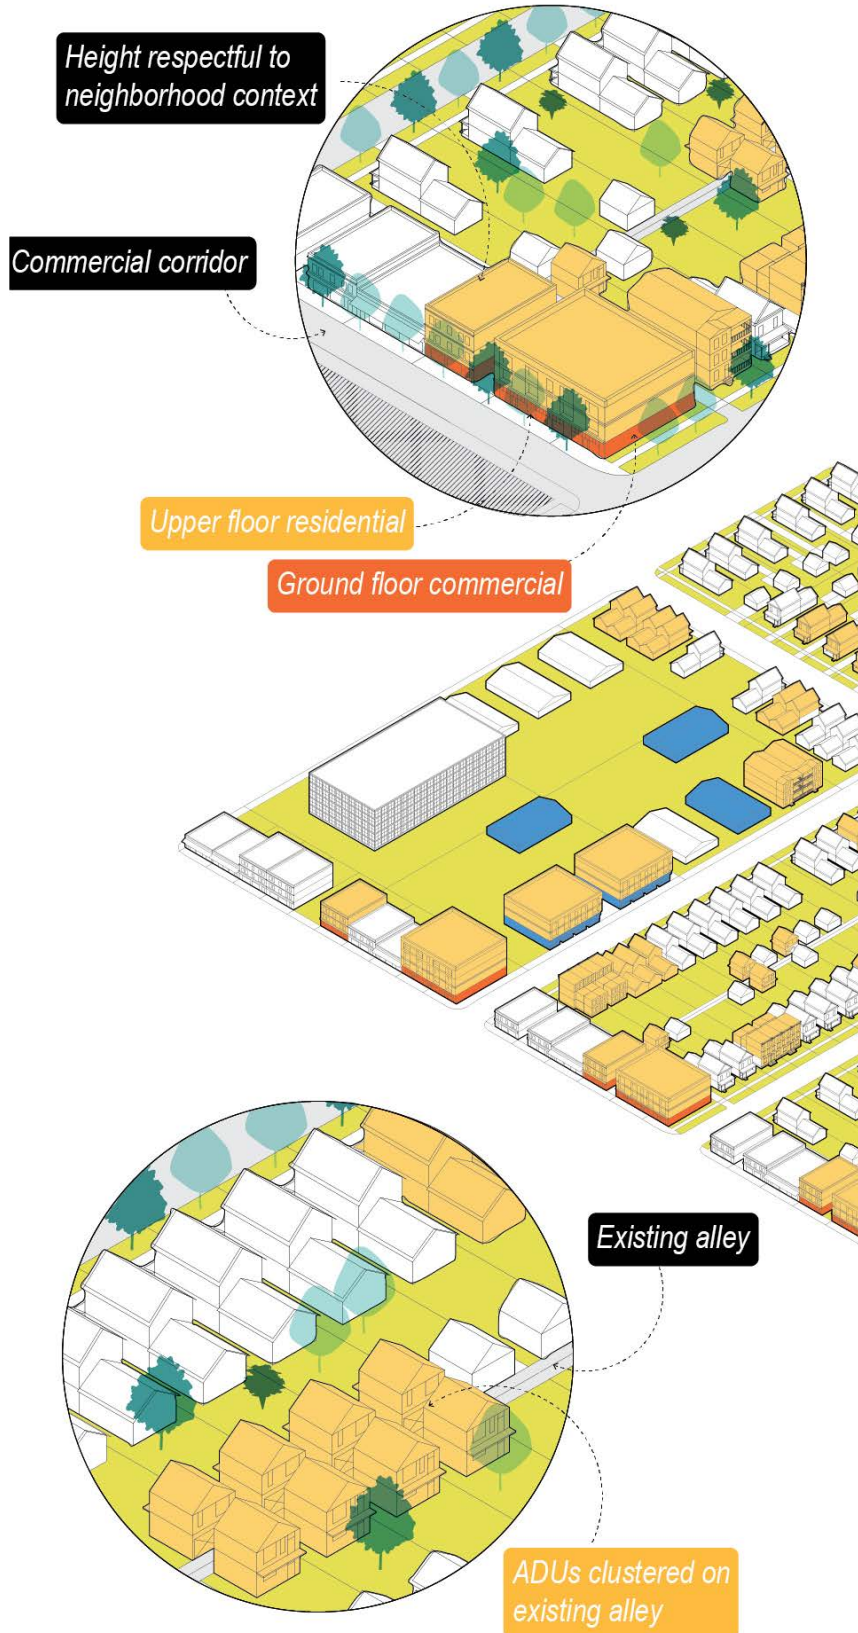 Height respectful to
neighborhood context
Commercial corridor
Upper floor residential
Ground floor commercial
Existing alley
ADUs clustered on
existing alley